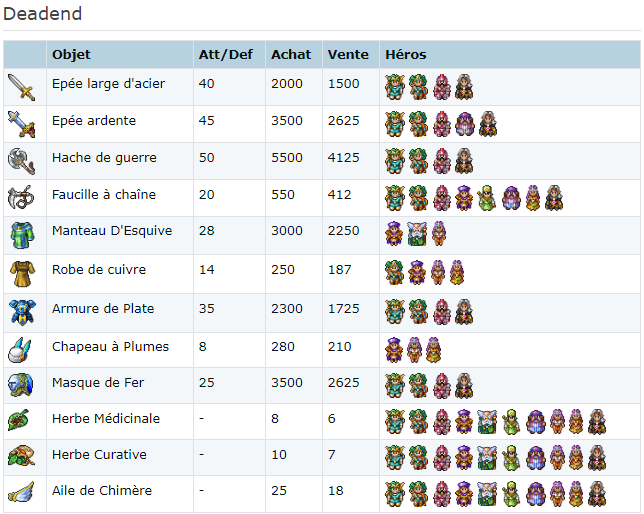 Deadend
Objet Att/Def Achat Vente Héros
Epée large d'acier 40 2000 1500
Epée ardente 45 3500 2625
Hache de guerre 50 5500 4125
Faucille à chaîne 20 550 412
Manteau D'Esquive 28 3000 2250
Robe de cuivre 14 250 187
Armure de Plate 35 2300 1725
Chapeau à Plumes 8 280 210
Masque de Fer 25 3500 2625
Herbe Médicinale - 8 6
Herbe Curative - 10 7
Aile de Chimère - 25 18